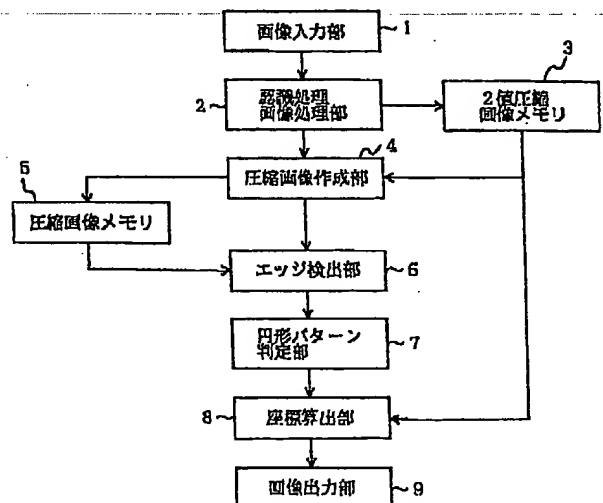 画像入力部
1
3
2
認識処理
画像処理部
2値圧縮
画像メモリ
4
5
圧縮画像作成部
圧縮画像メモリ
エッジ検出部
6
円形パターン
判定部
7
8
座標算出部
画像出力部
9